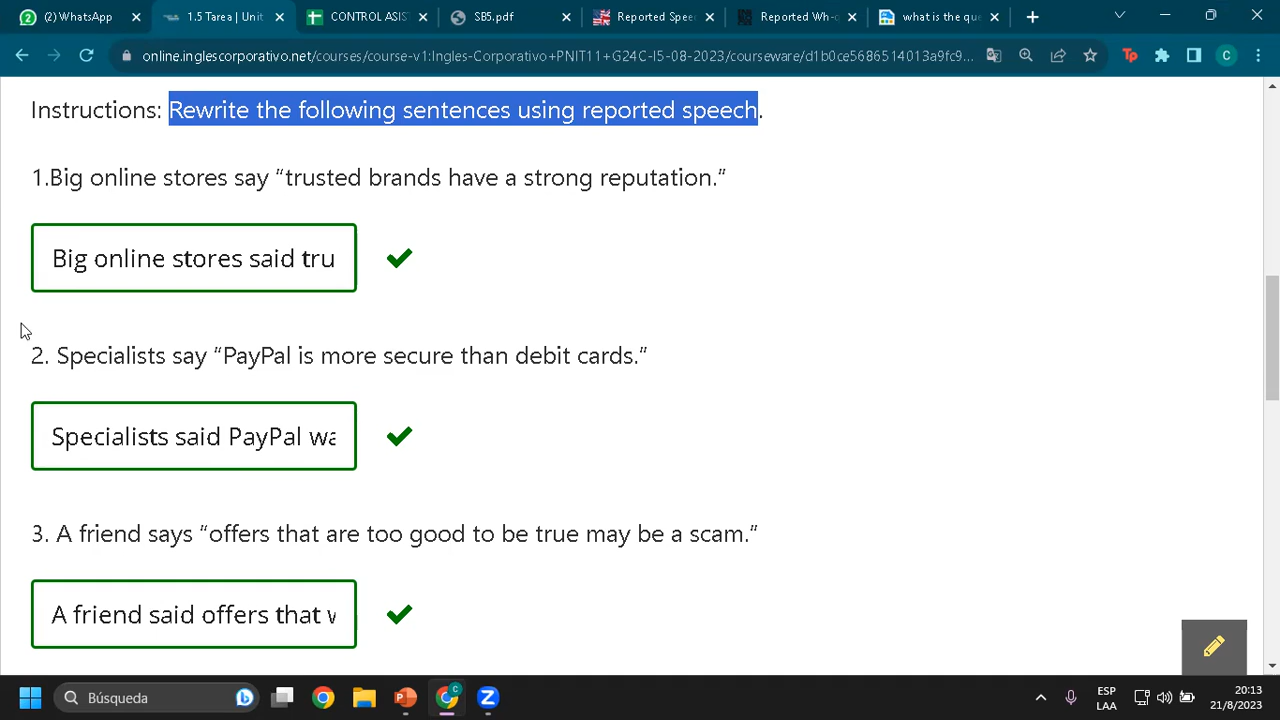 (2) WhatsApp
1.5 Tarea | Unit
CONTROL ASIS
SB5.pdf
Reported Spee
Reported Wh-q
what is the que
online.inglescorporativo.net/courses/course-v1:Ingles-Corporativo+PNIT11+G24C-I5-08-2023/courseware/d1b0ce5686514013a9fc9...
Instructions: Rewrite the following sentences using reported speech.
1.Big online stores say “trusted brands have a strong reputation.”
Big online stores said tru
2. Specialists say “PayPal is more secure than debit cards.”
Specialists said PayPal wa
3. A friend says “offers that are too good to be true may be a scam.”
A friend said offers that w
Búsqueda
ESP
LAA
20:13
21/8/2023